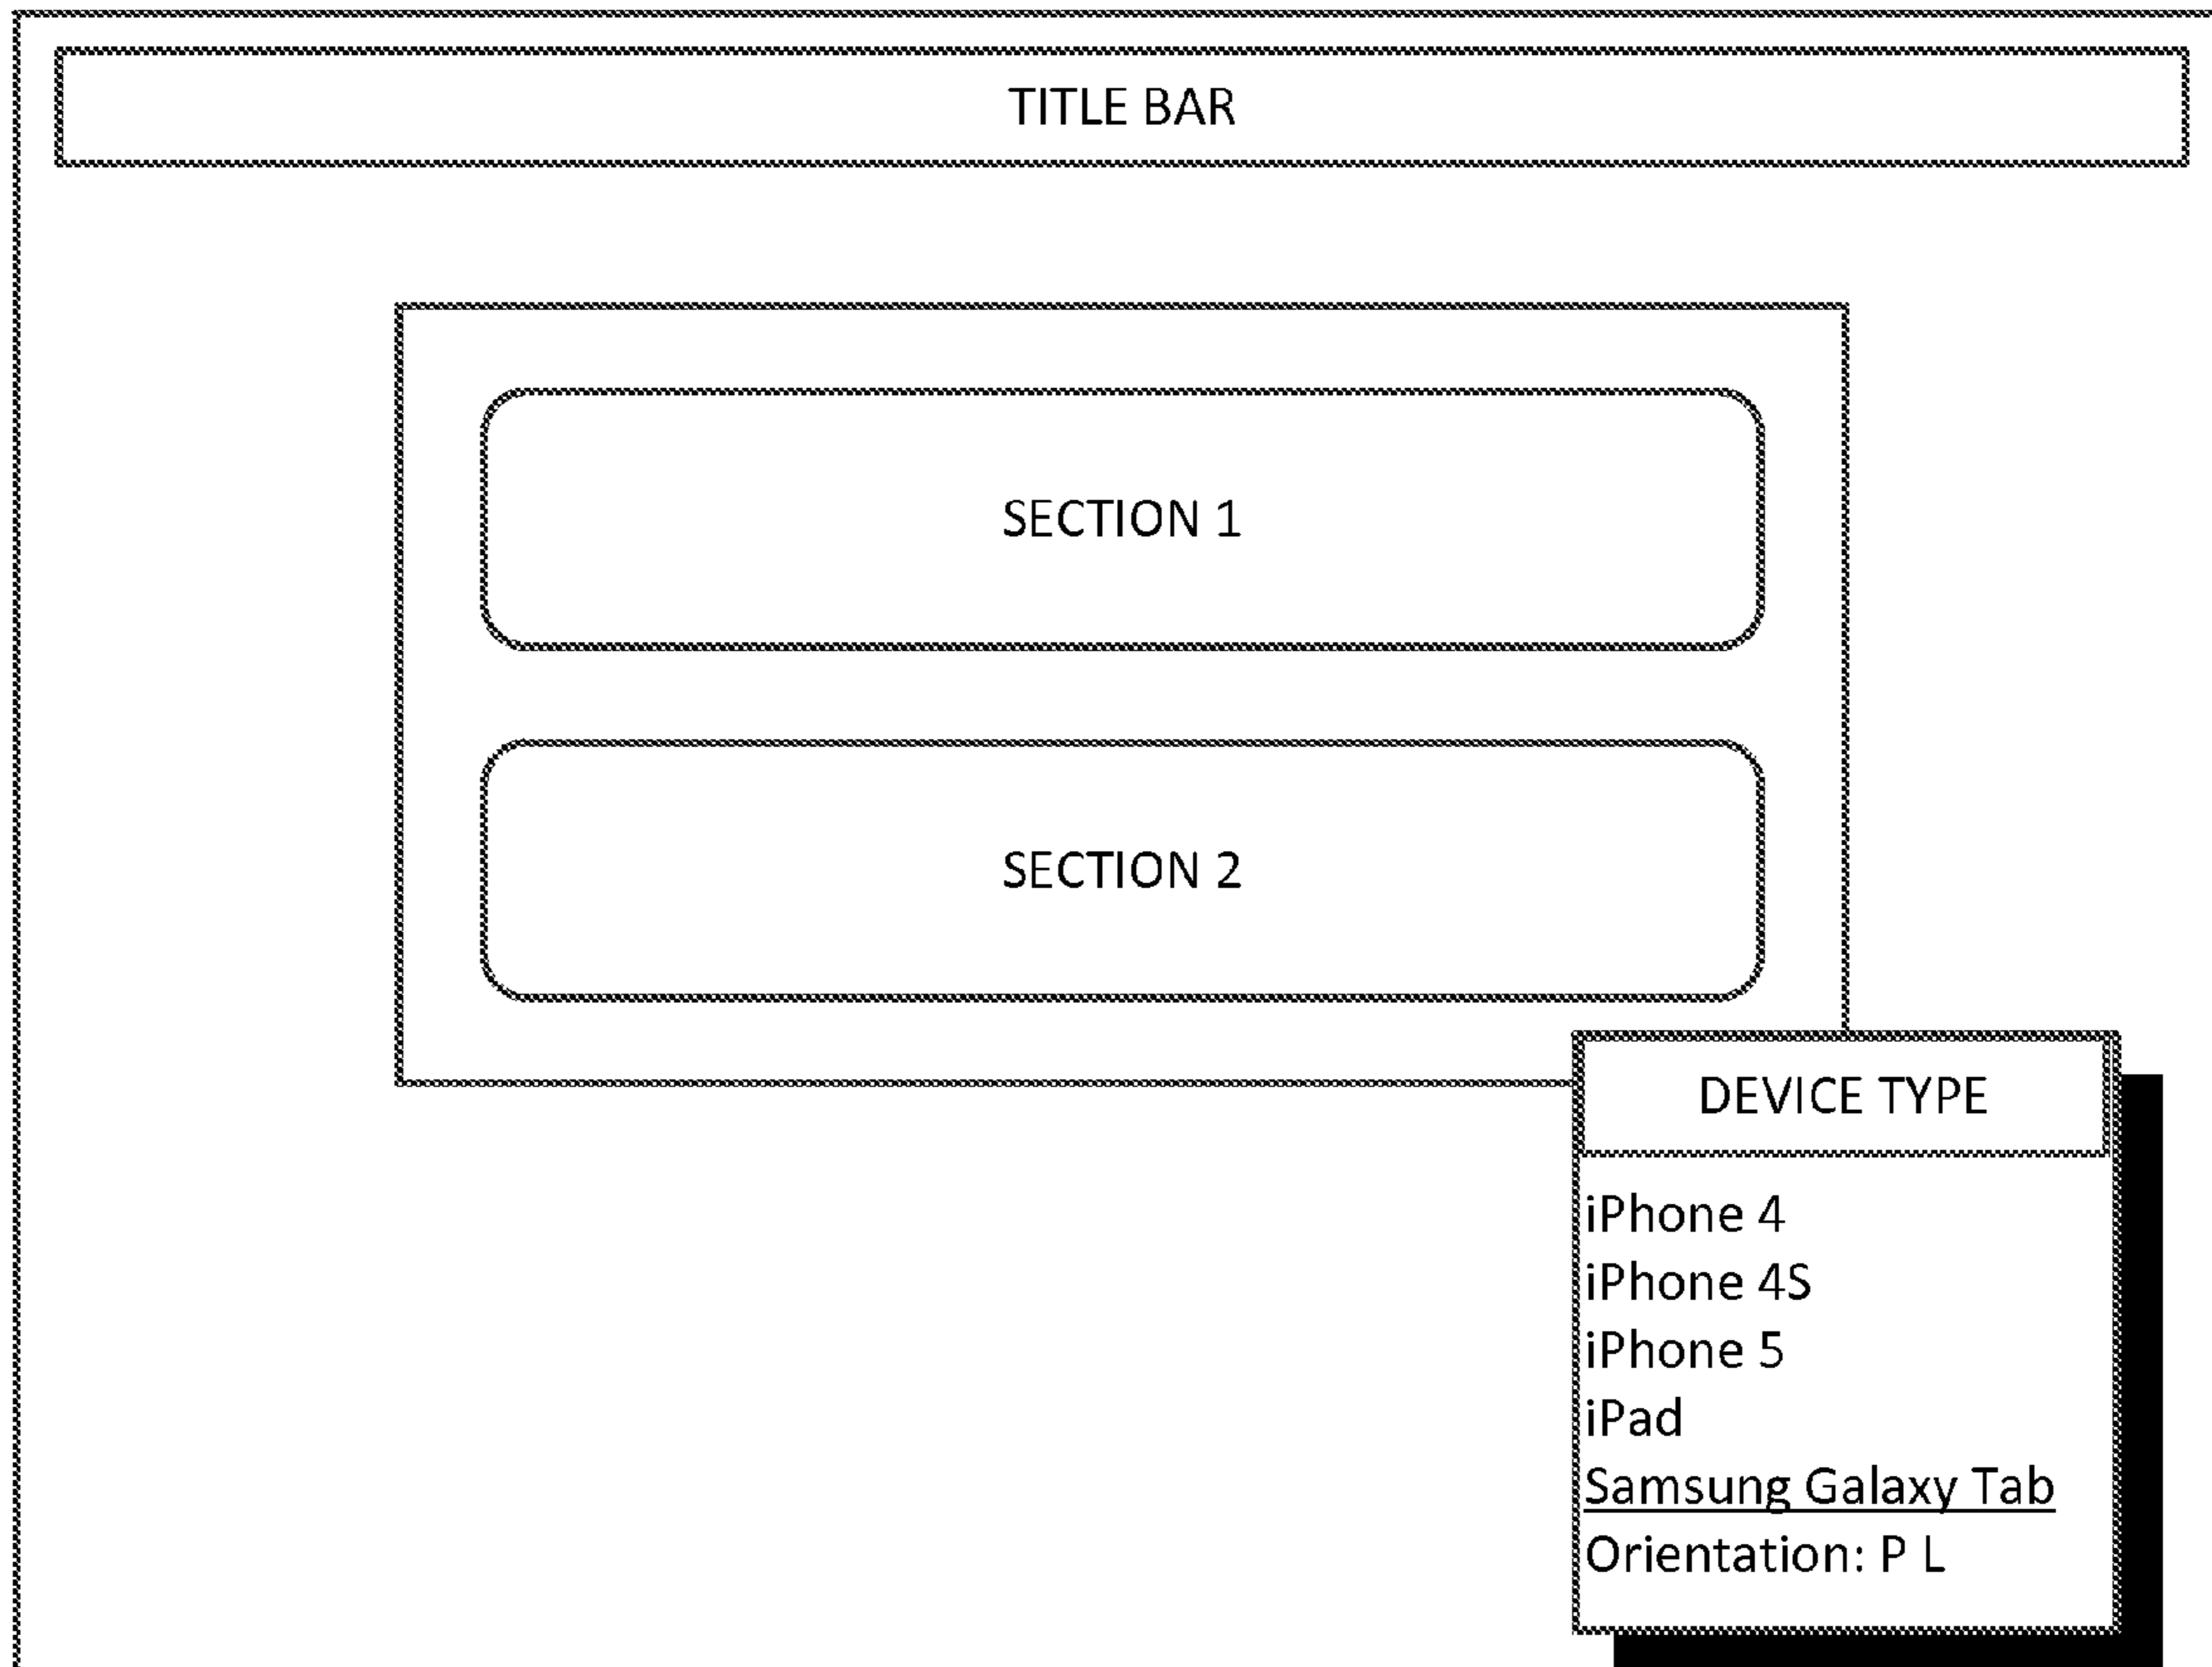 TITLE BAR
SECTION 1
SECTION 2
DEVICE TYPE
iPhone 4
iPhone 4S
iPhone 5
iPad
Samsung Galaxy Tab
Orientation: P L